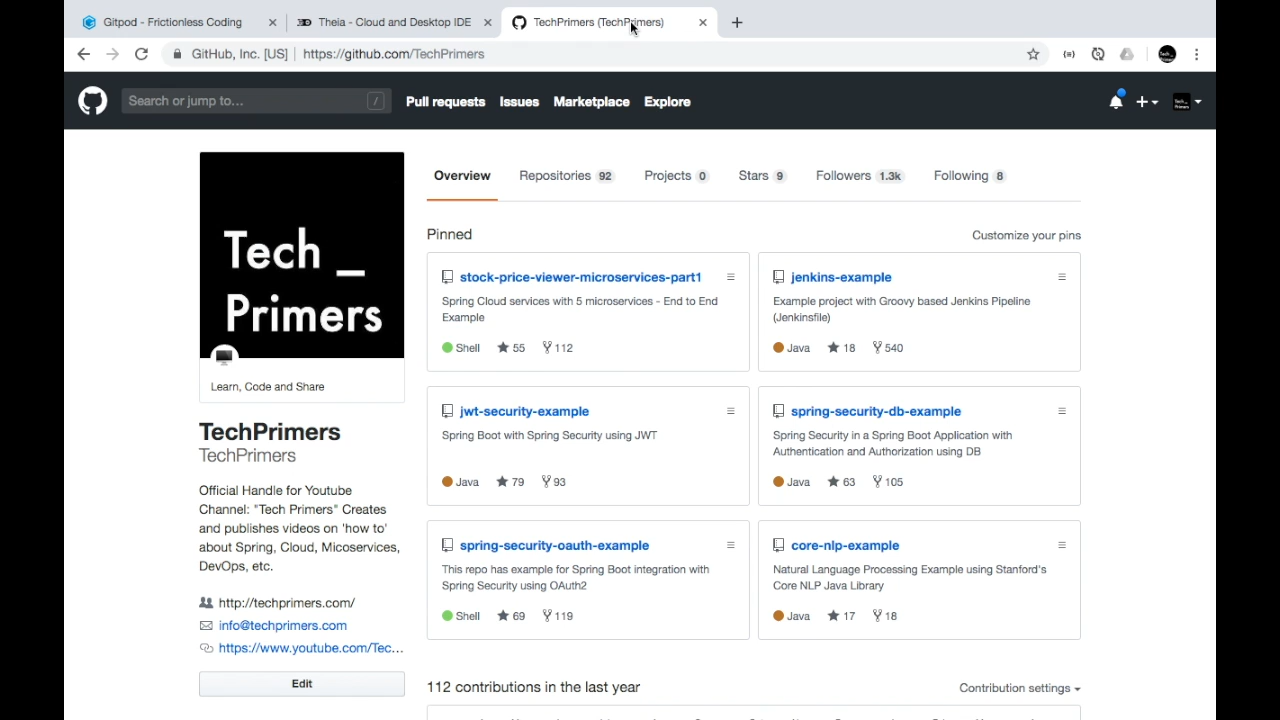 Gitpod - Frictionless Coding
Theia - Cloud and Desktop IDE
TechPrimers (TechPrimers)
GitHub, Inc. [US] | https://github.com/TechPrimers
Search or jump to...
/
Pull requests
Issues
Marketplace
Explore
Tech _
Primers
Learn, Code and Share
TechPrimers
TechPrimers
Official Handle for Youtube
Channel: "Tech Primers" Creates
and publishes videos on 'how to'
about Spring, Cloud, Micoservices,
DevOps, etc.
http://techprimers.com/
info@techprimers.com
https://www.youtube.com/Tec...
Edit
Overview
Repositories 92
Projects 0
Stars 9
Followers 1.3k
Following 8
Pinned
Customize your pins
stock-price-viewer-microservices-part1
Spring Cloud services with 5 microservices - End to End
Example
Shell 55 112
jenkins-example
Example project with Groovy based Jenkins Pipeline
(Jenkinsfile)
Java 18 540
jwt-security-example
Spring Boot with Spring Security using JWT
Java 79 93
spring-security-db-example
Spring Security in a Spring Boot Application with
Authentication and Authorization using DB
Java 63 105
spring-security-oauth-example
This repo has example for Spring Boot integration with
Spring Security using OAuth2
Shell 69 119
core-nlp-example
Natural Language Processing Example using Stanford's
Core NLP Java Library
Java 17 18
112 contributions in the last year
Contribution settings